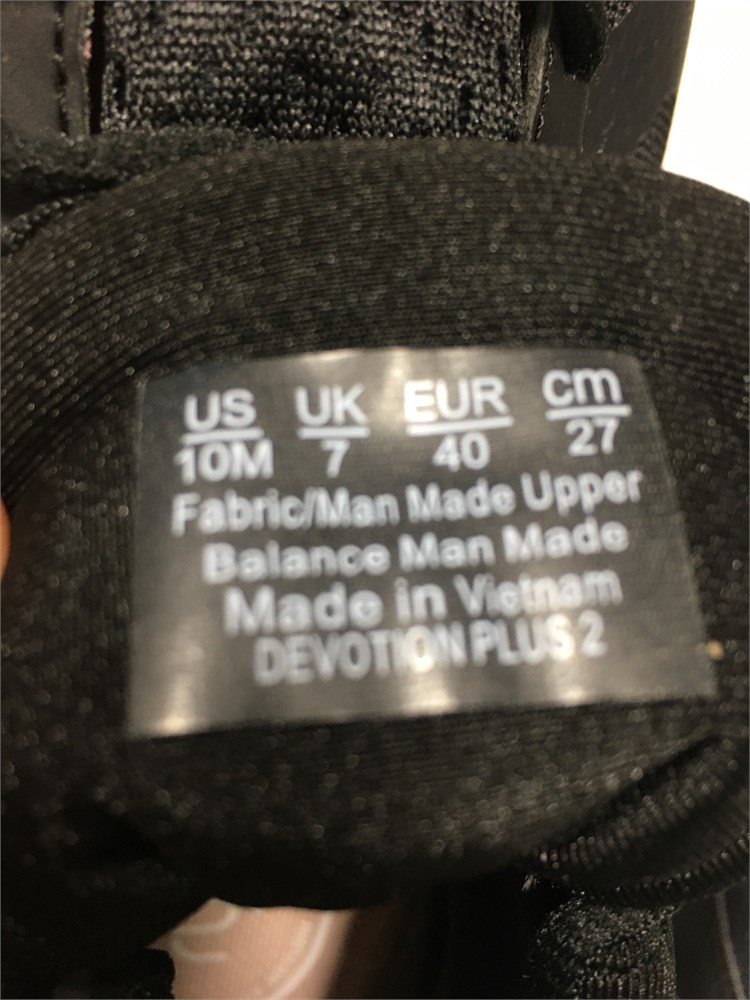 US UK EUR cm
10M 7 40 27
Fabric/Man Made Upper
Balance Man Made
Made in Vietnam
DEVOTION PLUS 2